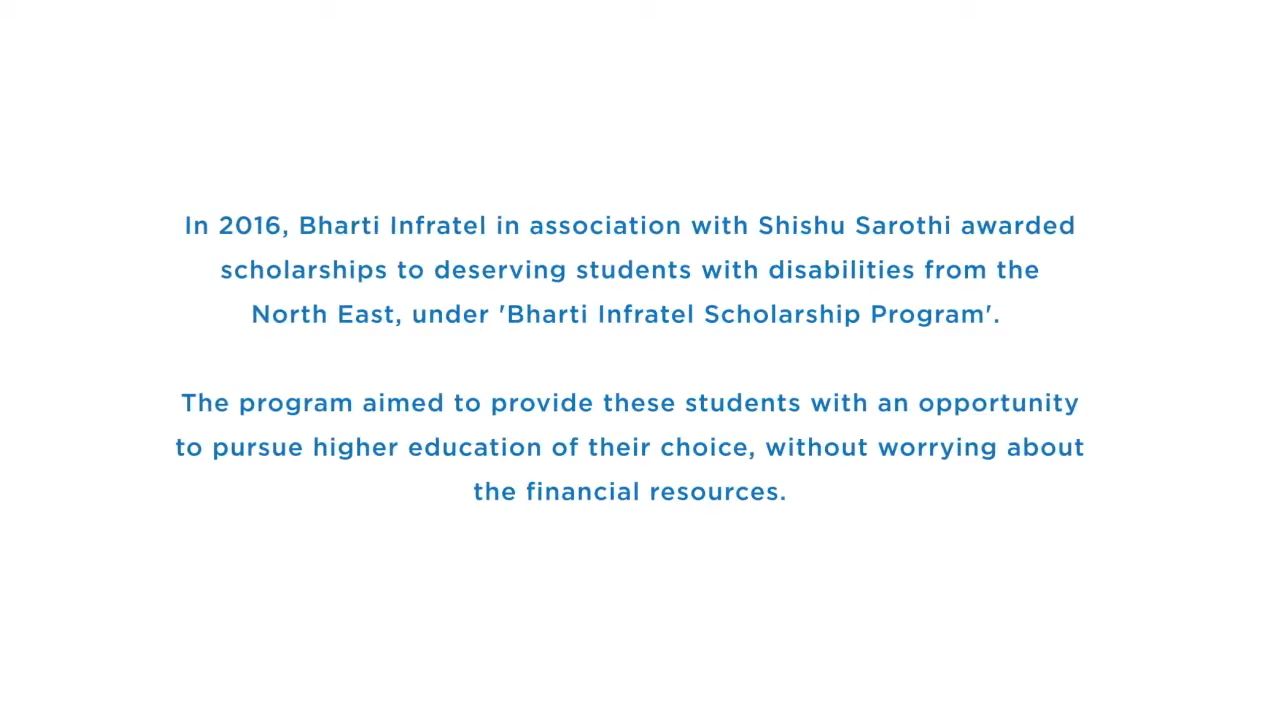 In 2016, Bharti Infratel in association with Shishu Sarothi awarded
scholarships to deserving students with disabilities from the
North East, under 'Bharti Infratel Scholarship Program'.
The program aimed to provide these students with an opportunity
to pursue higher education of their choice, without worrying about
the financial resources.